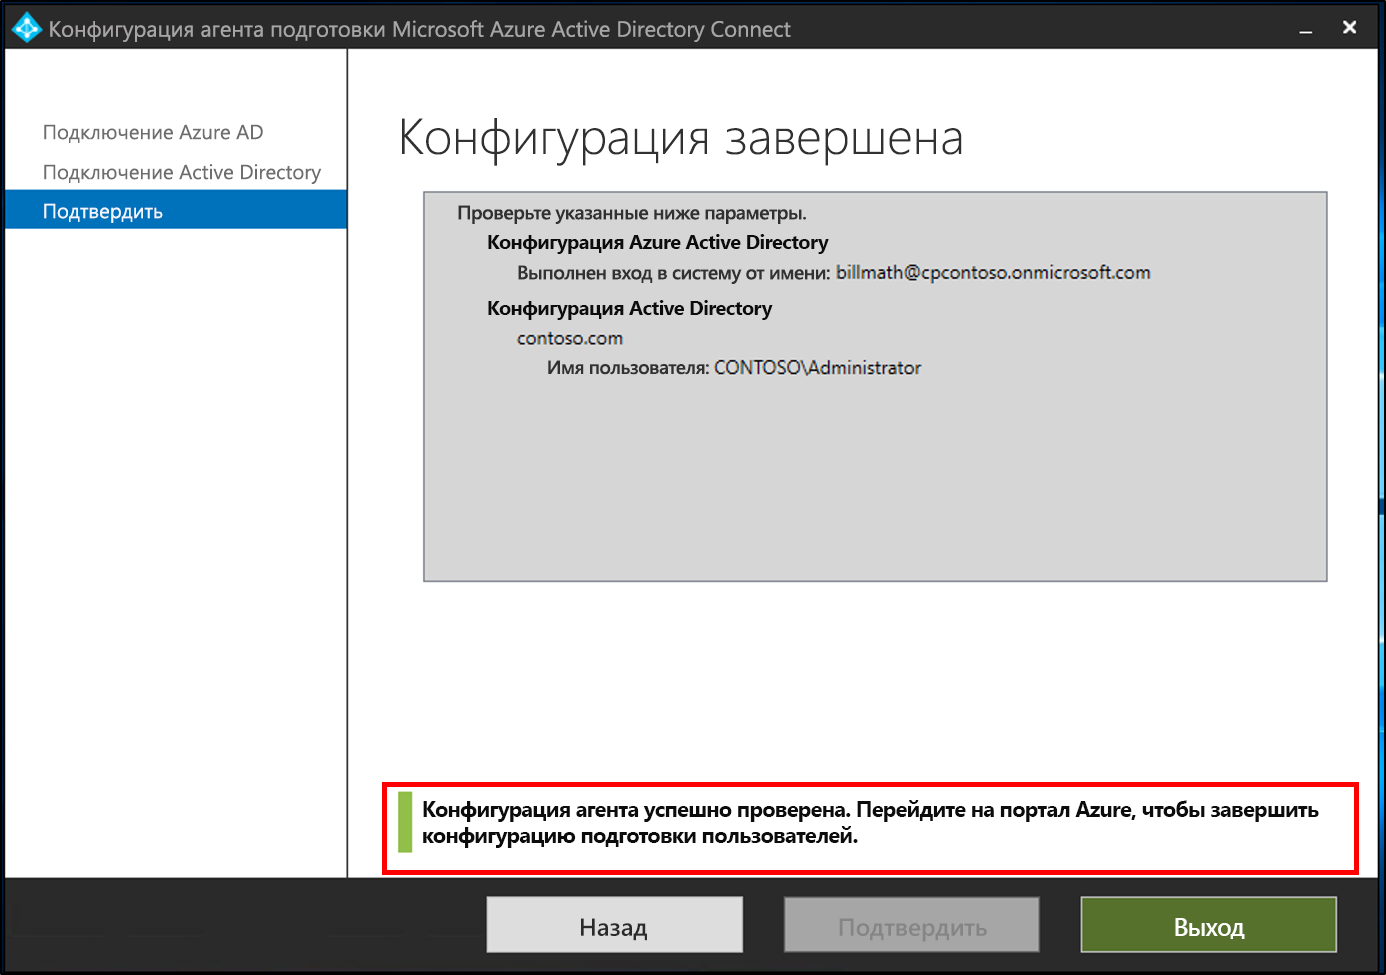 Конфигурация агента подготовки Microsoft Azure Active Directory Connect
Подключение Azure AD
Подключение Active Directory
Подтвердить
Конфигурация завершена
Проверьте указанные ниже параметры.
Конфигурация Azure Active Directory
Выполнен вход в систему от имени: billmath@cpcontoso.onmicrosoft.com
Конфигурация Active Directory
contoso.com
Имя пользователя: CONTOSO\Administrator
Конфигурация агента успешно проверена. Перейдите на портал Azure, чтобы завершить
конфигурацию подготовки пользователей.
Назад
Подтвердить
Выход